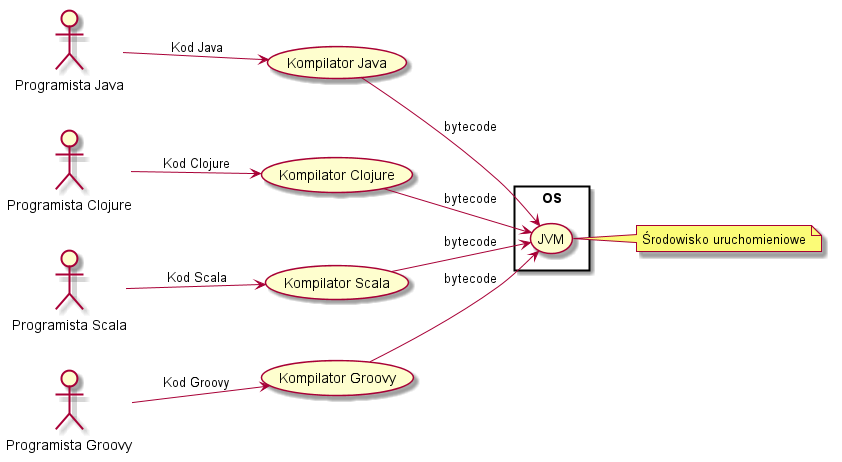 Programista Java
Kod Java
Kompilator Java
bytecode
Programista Clojure
Kod Clojure
Kompilator Clojure
bytecode
OS
JVM
Środowisko uruchomieniowe
Programista Scala
Kod Scala
Kompilator Scala
bytecode
Programista Groovy
Kod Groovy
Kompilator Groovy
bytecode